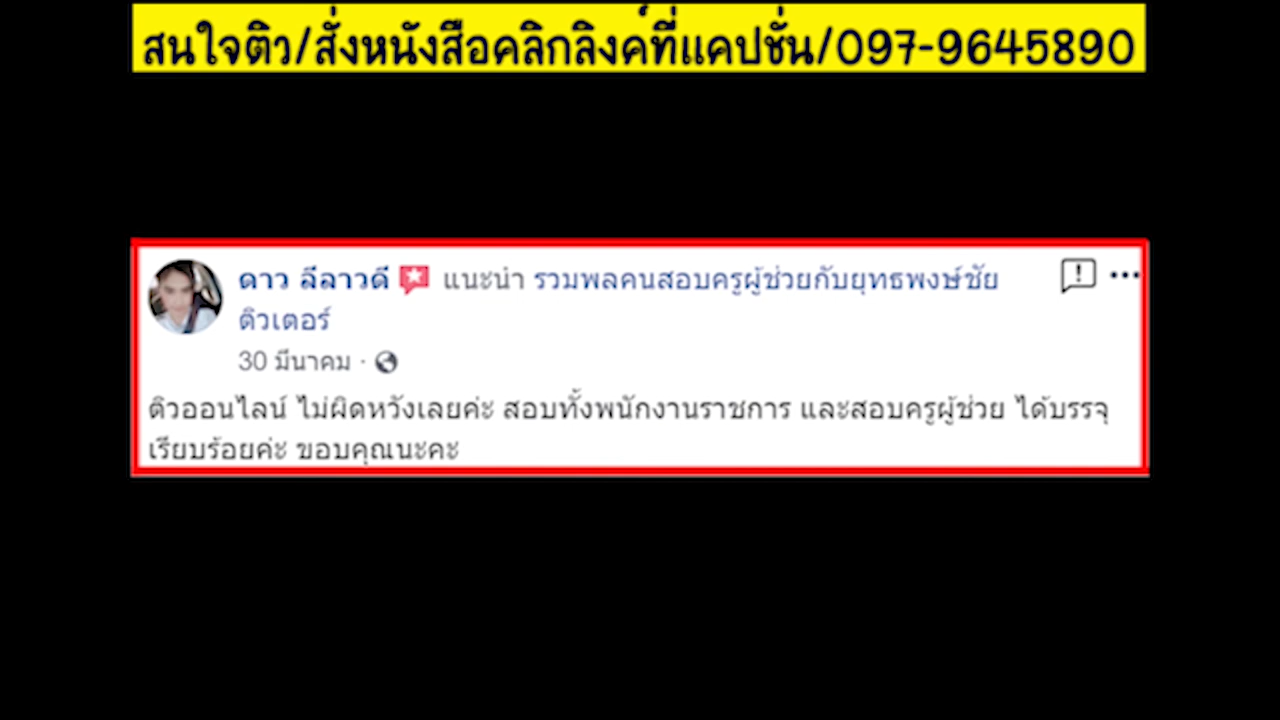 สนใจติว/สั่งหนังสือคลิกลิงค์ที่แคปชั่น/097-9645890
ดาว ลีลาวดี แนะนำ รวมพลคนสอบครูผู้ช่วยกับยุทธพงษ์ชัย
ติวเตอร์
30 มีนาคม ·
ติวออนไลน์ ไม่ผิดหวังเลยค่ะ สอบทั้งพนักงานราชการ และสอบครูผู้ช่วย ได้บรรจุ
เรียบร้อยค่ะ ขอบคุณนะคะ